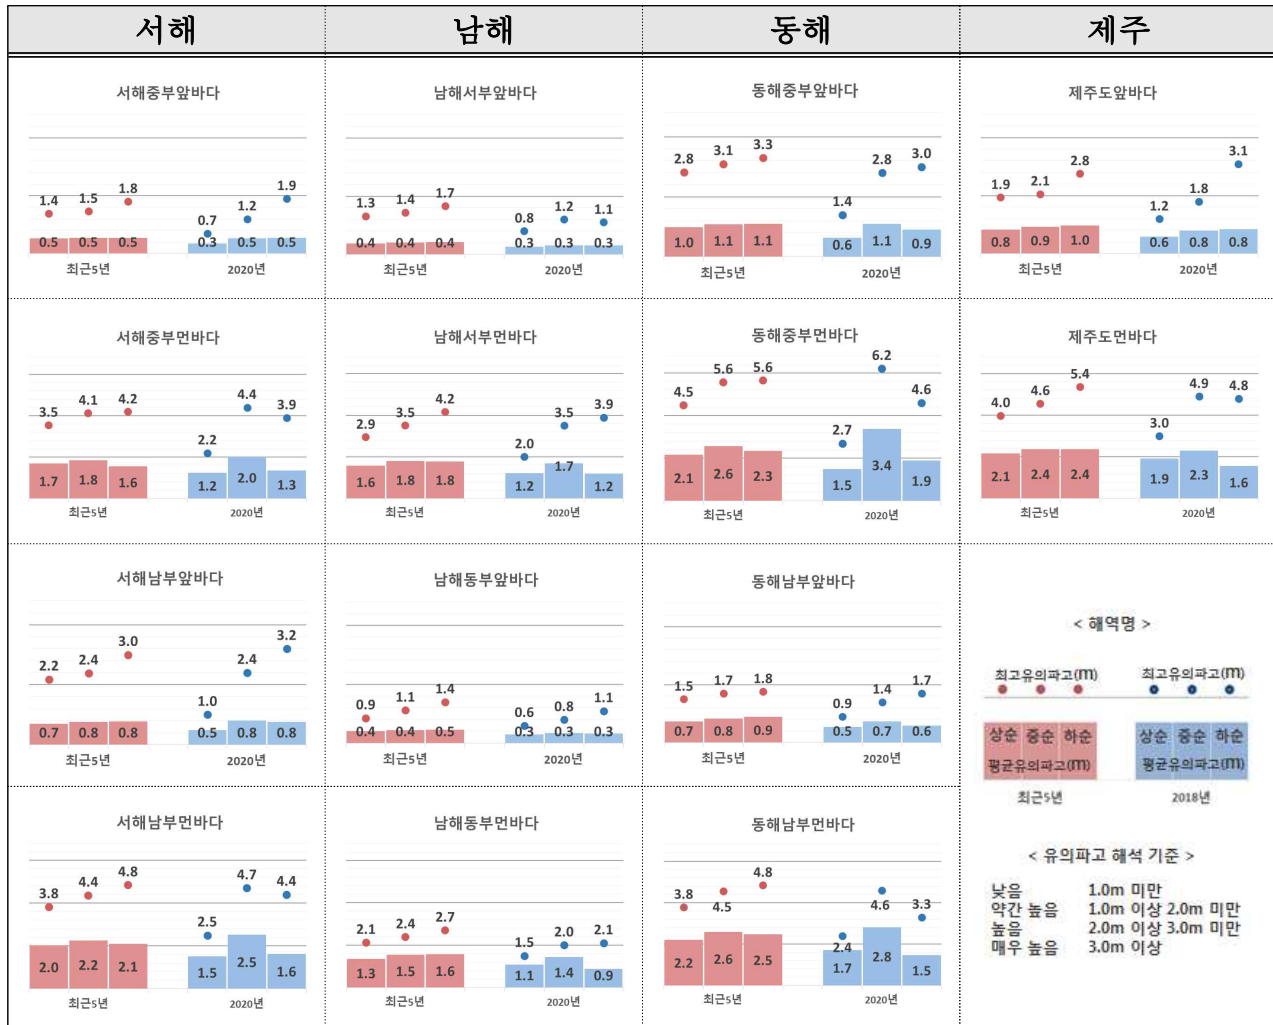 서해 남해 동해 제주
서해중부앞바다
1.4 1.5 1.8 0.7 1.2 1.9
0.5 0.5 0.5 0.3 0.5 0.5
최근5년 2020년
남해서부앞바다
1.3 1.4 1.7 0.8 1.2 1.1
0.4 0.4 0.4 0.3 0.3 0.3
최근5년 2020년
동해중부앞바다
2.8 3.1 3.3 1.4 2.8 3.0
1.0 1.1 1.1 0.6 1.1 0.9
최근5년 2020년
제주도앞바다
1.9 2.1 2.8 1.2 1.8 3.1
0.8 0.9 1.0 0.6 0.8 0.8
최근5년 2020년
서해중부먼바다
3.5 4.1 4.2 2.2 4.4 3.9
1.7 1.8 1.6 1.2 2.0 1.3
최근5년 2020년
남해서부먼바다
2.9 3.5 4.2 2.0 3.5 3.9
1.6 1.8 1.8 1.2 1.7 1.2
최근5년 2020년
동해중부먼바다
4.5 5.6 5.6 2.7 6.2 4.6
2.1 2.6 2.3 1.5 3.4 1.9
최근5년 2020년
제주도먼바다
4.0 4.6 5.4 3.0 4.9 4.8
2.1 2.4 2.4 1.9 2.3 1.6
최근5년 2020년
서해남부앞바다
2.2 2.4 3.0 1.0 2.4 3.2
0.7 0.8 0.8 0.5 0.8 0.8
최근5년 2020년
남해동부앞바다
0.9 1.1 1.4 0.6 0.8 1.1
0.4 0.4 0.5 0.3 0.3 0.3
최근5년 2020년
동해남부앞바다
1.5 1.7 1.8 0.9 1.4 1.7
0.7 0.8 0.9 0.5 0.7 0.6
최근5년 2020년
< 해역명 >
최고유의파고(m) 최고유의파고(m)
상순 중순 하순 상순 중순 하순
평균유의파고(m) 평균유의파고(m)
최근5년 2018년
서해남부먼바다
3.8 4.4 4.8 2.5 4.7 4.4
2.0 2.2 2.1 1.5 2.5 1.6
최근5년 2020년
남해동부먼바다
2.1 2.4 2.7 1.5 2.0 2.1
1.3 1.5 1.6 1.1 1.4 0.9
최근5년 2020년
동해남부먼바다
3.8 4.5 4.8 2.4 4.6 3.3
2.2 2.6 2.5 1.7 2.8 1.5
최근5년 2020년
< 유의파고 해석 기준 >
낮음 1.0m 미만
약간 높음 1.0m 이상 2.0m 미만
높음 2.0m 이상 3.0m 미만
매우 높음 3.0m 이상